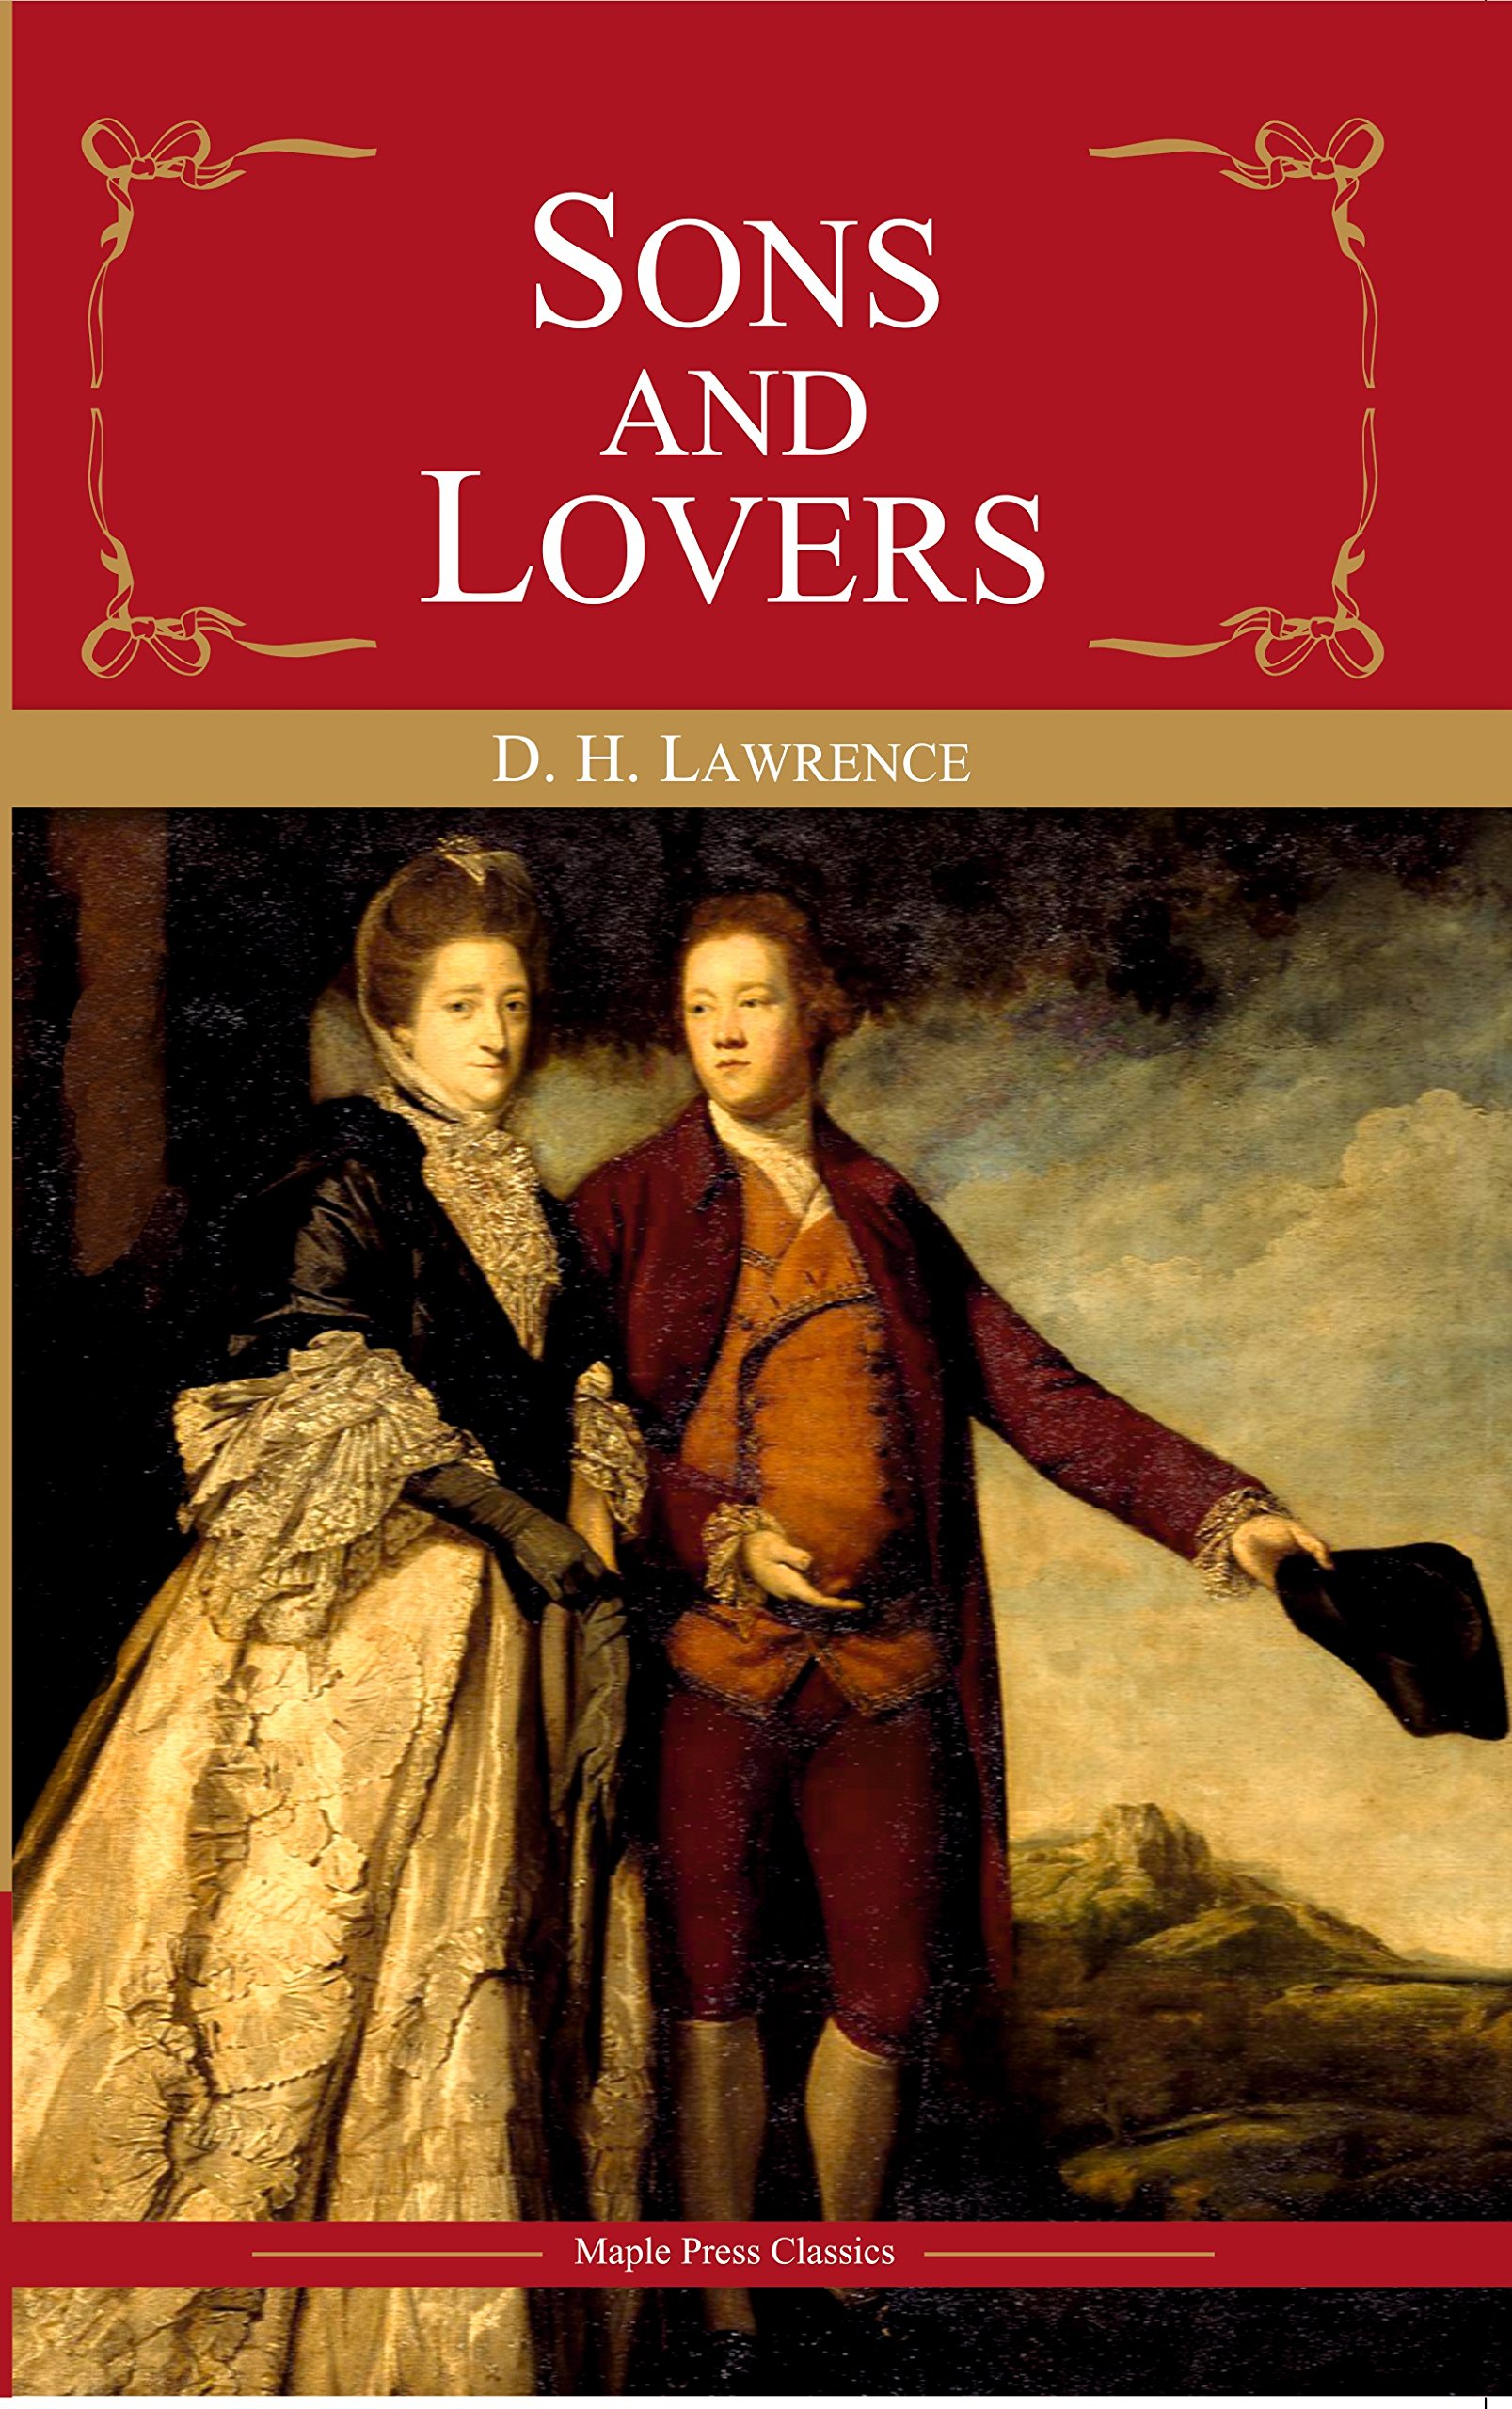 SONS
AND
LOVERS
D. H. LAWRENCE
Maple Press Classics